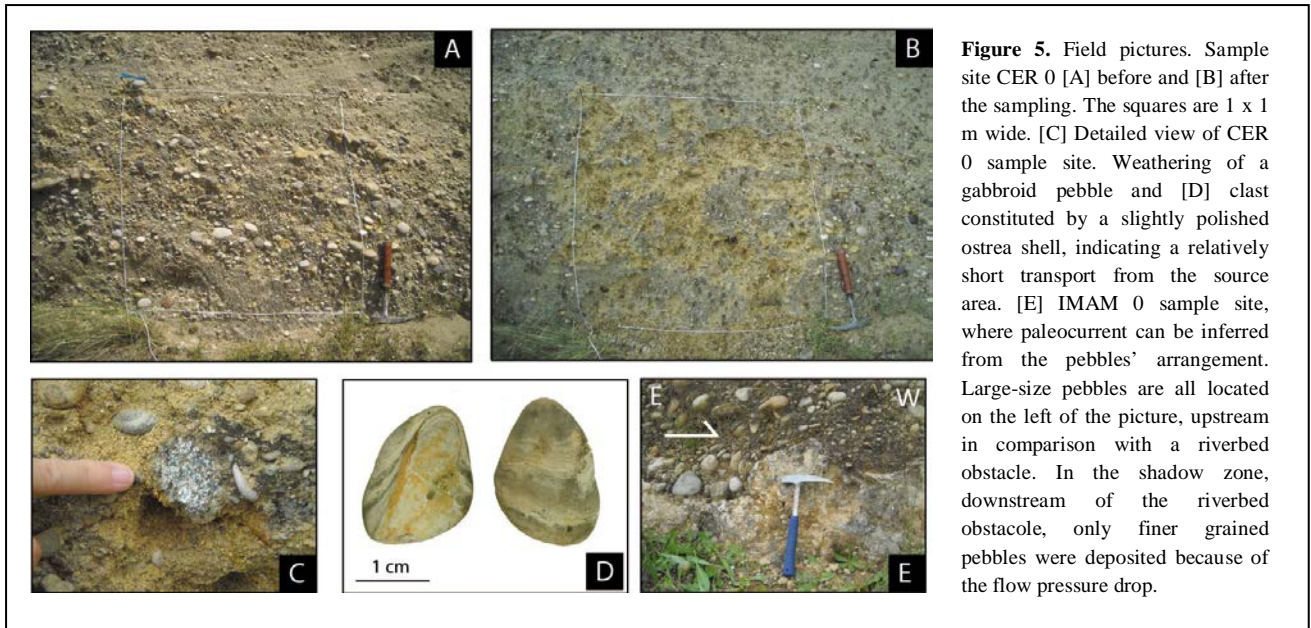 A
B
C
1 cm
D
E
W
E
Figure 5. Field pictures. Sample
site CER 0 [A] before and [B] after
the sampling. The squares are 1 x 1
m wide. [C] Detailed view of CER
0 sample site. Weathering of a
gabbroid pebble and [D] clast
constituted by a slightly polished
ostrea shell, indicating a relatively
short transport from the source
area. [E] IMAM 0 sample site,
where paleocurrent can be inferred
from the pebbles’ arrangement.
Large-size pebbles are all located
on the left of the picture, upstream
in comparison with a riverbed
obstacle. In the shadow zone,
downstream of the riverbed
obstacole, only finer grained
pebbles were deposited because of
the flow pressure drop.